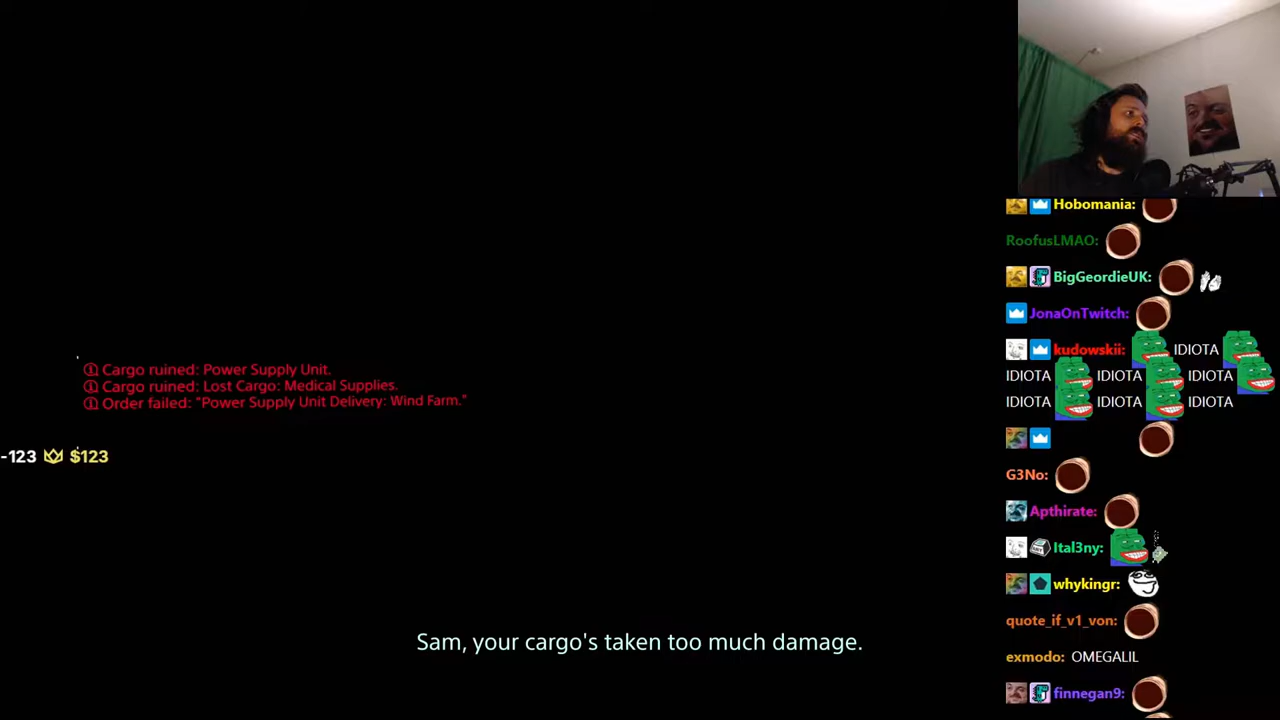 Cargo ruined: Power Supply Unit.
Cargo ruined: Lost Cargo: Medical Supplies.
Order failed: "Power Supply Unit Delivery: Wind Farm."
-123 $123
Sam, your cargo's taken too much damage.
Hobomania:
RoofusLMAO:
BigGeordieUK:
JonaOnTwitch:
kudowskii: IDIOTA
IDIOTA IDIOTA IDIOTA
IDIOTA IDIOTA IDIOTA
G3No:
Apthirate:
Ital3ny:
whykingr:
quote_if_v1_von:
exmodo: OMEGALIL
finnegan9: